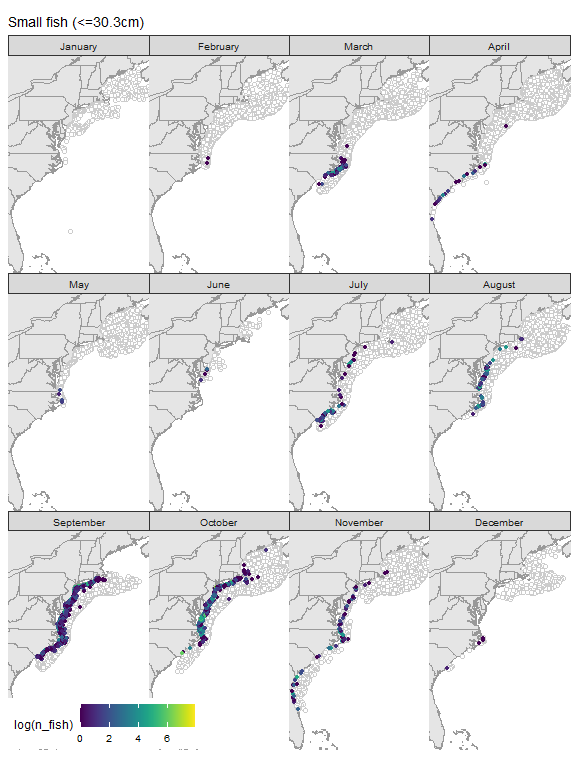 Small fish (<=30.3cm)
January
February
March
April
May
June
July
August
September
October
November
December
log(n_fish)
0 2 4 6